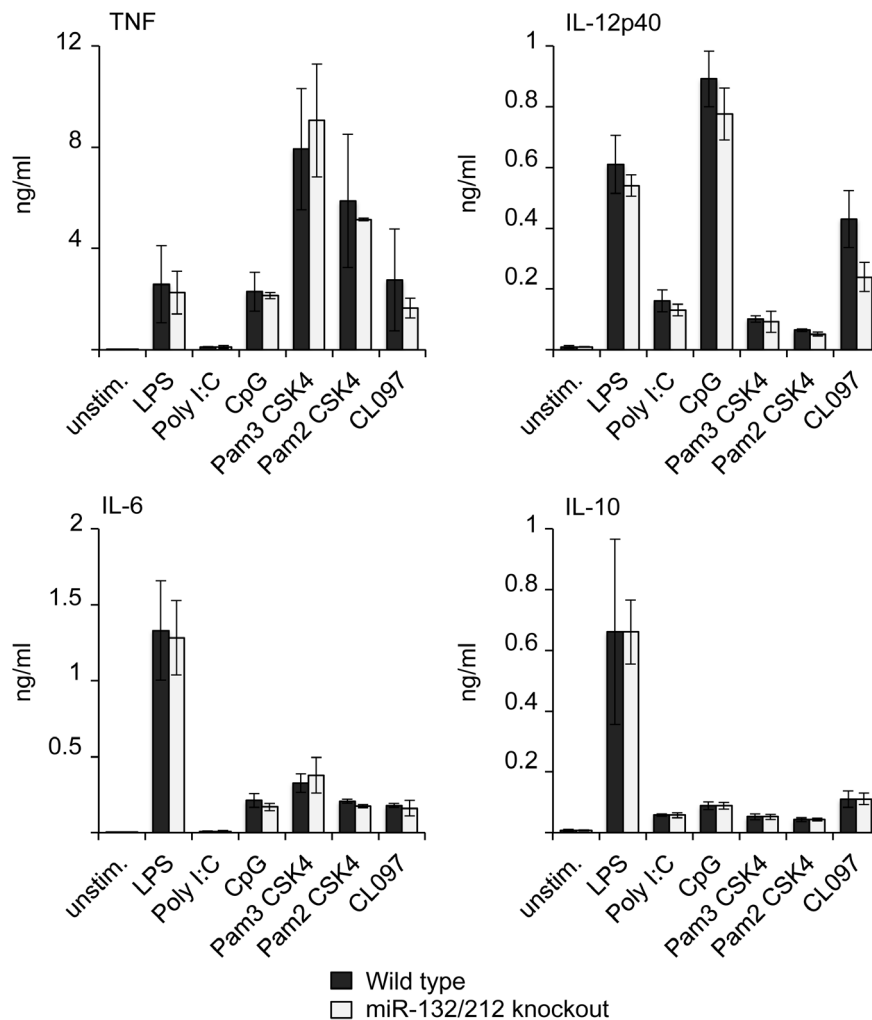 TNF
12
8
4
ng/ml
unstim.
LPS
Poly I:C
CpG
Pam3 CSK4
Pam2 CSK4
CL097
IL-12p40
1
0.8
0.6
0.4
0.2
ng/ml
unstim.
LPS
Poly I:C
CpG
Pam3 CSK4
Pam2 CSK4
CL097
IL-6
2
1.5
1
0.5
ng/ml
unstim.
LPS
Poly I:C
CpG
Pam3 CSK4
Pam2 CSK4
CL097
IL-10
1
0.8
0.6
0.4
0.2
ng/ml
unstim.
LPS
Poly I:C
CpG
Pam3 CSK4
Pam2 CSK4
CL097
Wild type
miR-132/212 knockout